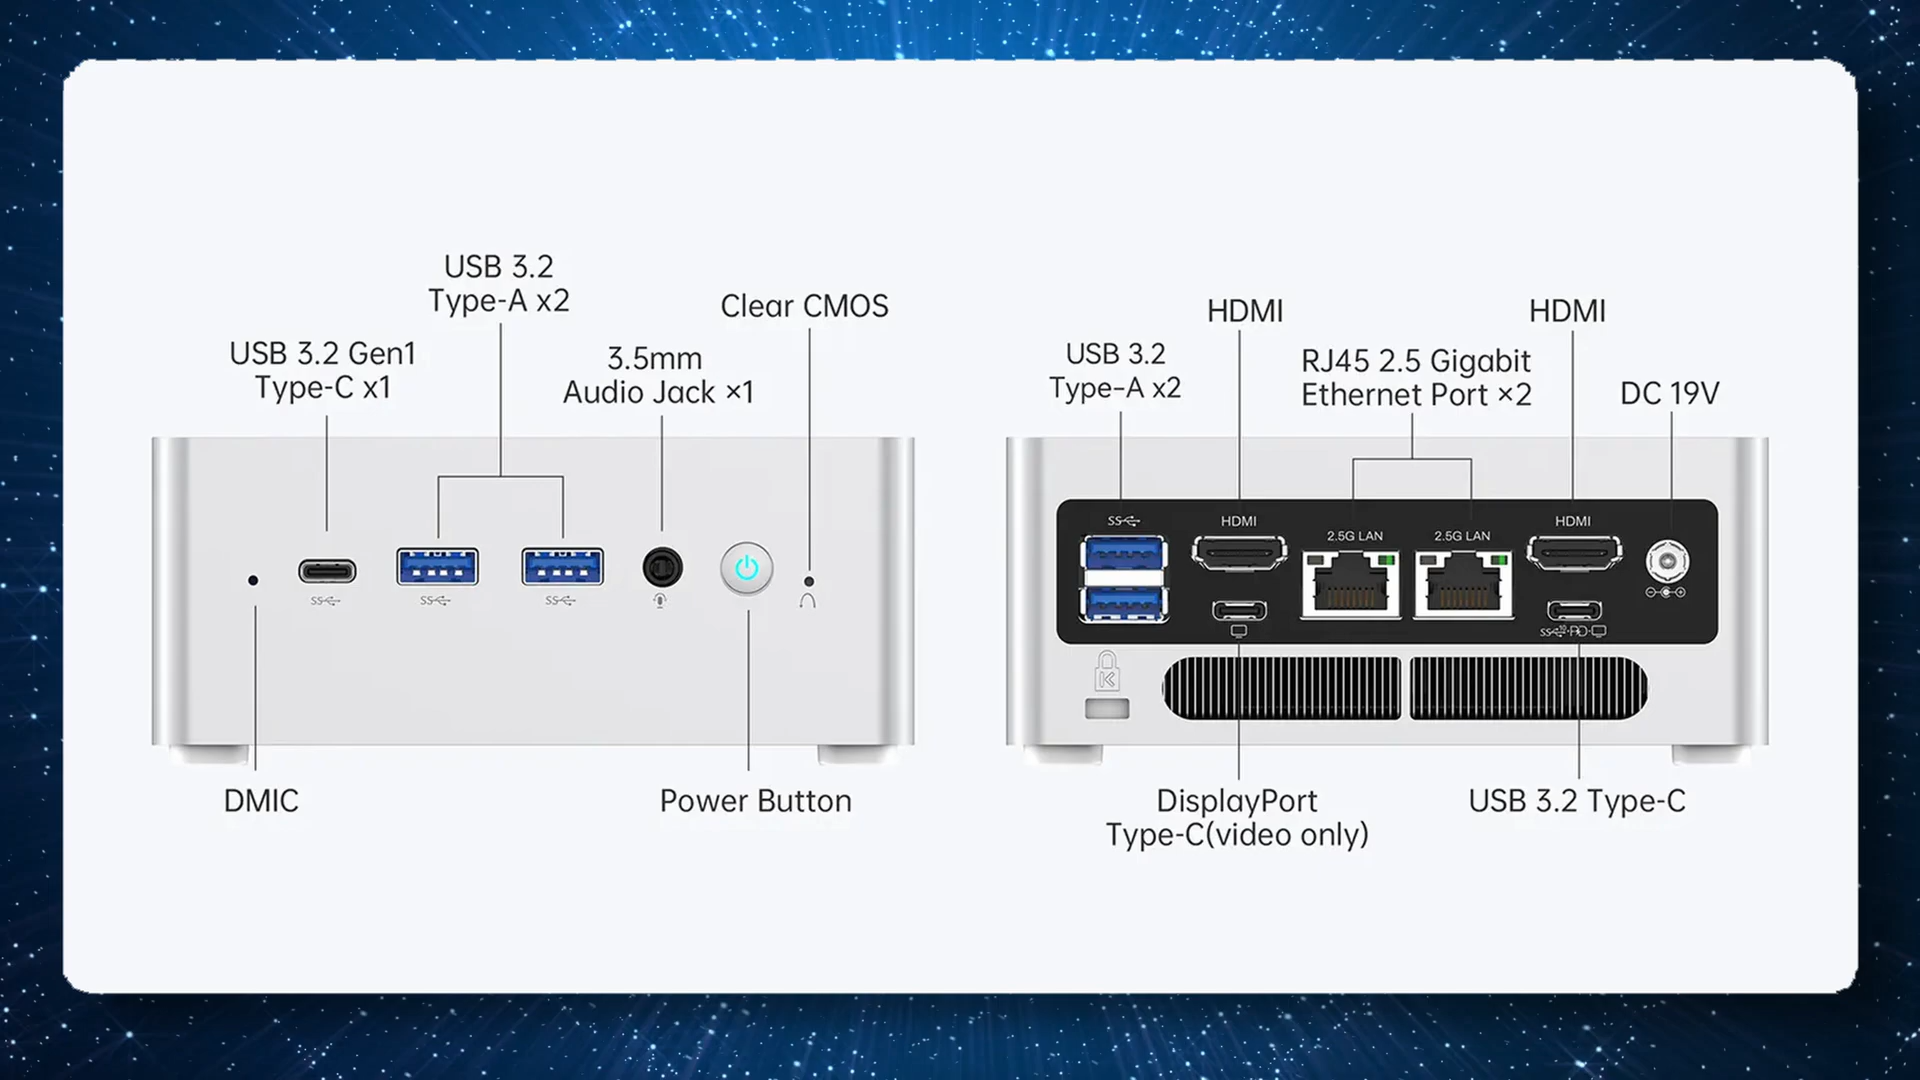 USB 3.2
Type-A x2
Clear CMOS
USB 3.2 Gen1
Type-C x1
3.5mm
Audio Jack ×1
DMIC
Power Button
HDMI
HDMI
USB 3.2
Type-A x2
RJ45 2.5 Gigabit
Ethernet Port ×2
DC 19V
HDMI
2.5G LAN
2.5G LAN
HDMI
DisplayPort
Type-C(video only)
USB 3.2 Type-C